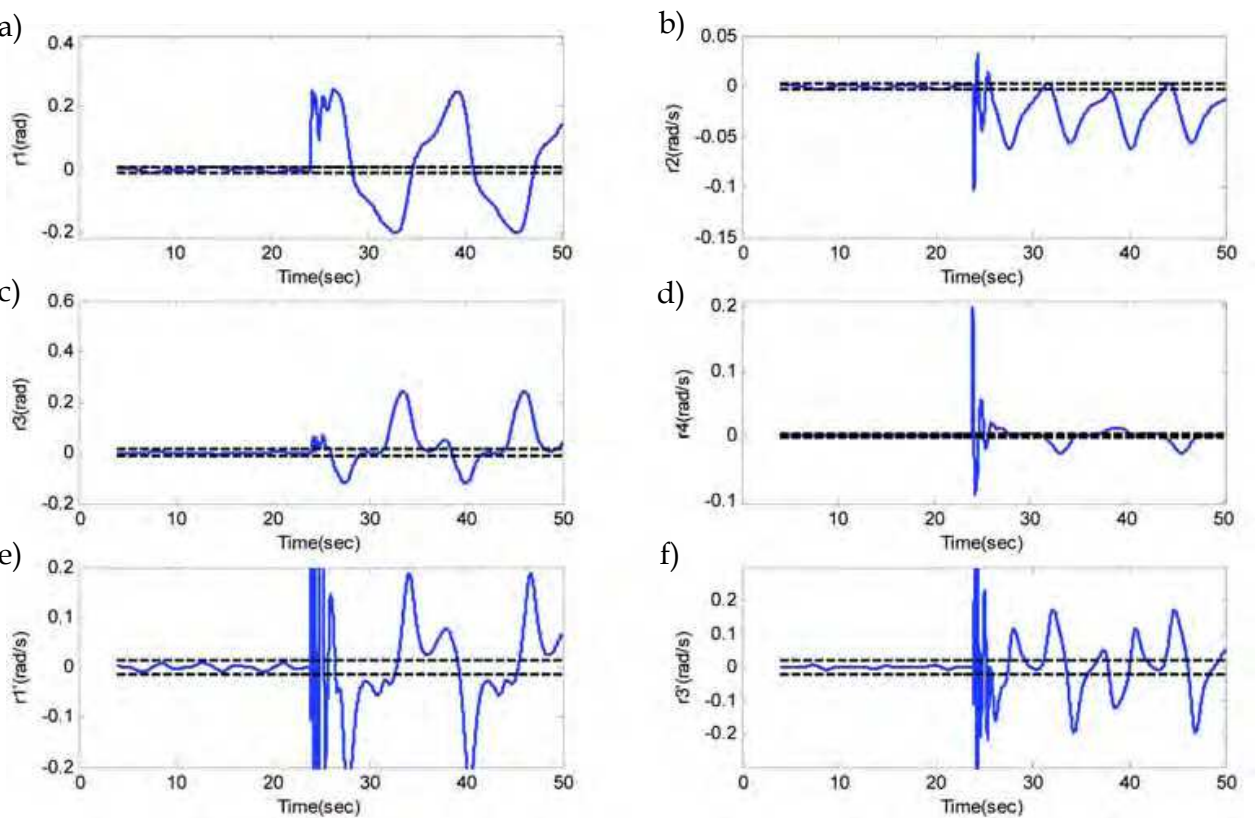 a)
0.4
0.2
0
-0.2
r1(rad)
10 20 30 40 50
Time(sec)
b)
0.05
0
-0.05
-0.1
-0.15
r2(rad/s)
0 10 20 30 40 50
Time(sec)
c)
0.6
0.4
0.2
0
-0.2
r3(rad)
0 10 20 30 40 50
Time(sec)
d)
0.2
0.1
0
-0.1
r4(rad/s)
0 10 20 30 40 50
Time(sec)
e)
0.2
0.1
0
-0.1
-0.2
r1'(rad/s)
0 10 20 30 40 50
Time(sec)
f)
0.2
0.1
0
-0.1
-0.2
r3'(rad/s)
0 10 20 30 40 50
Time(sec)